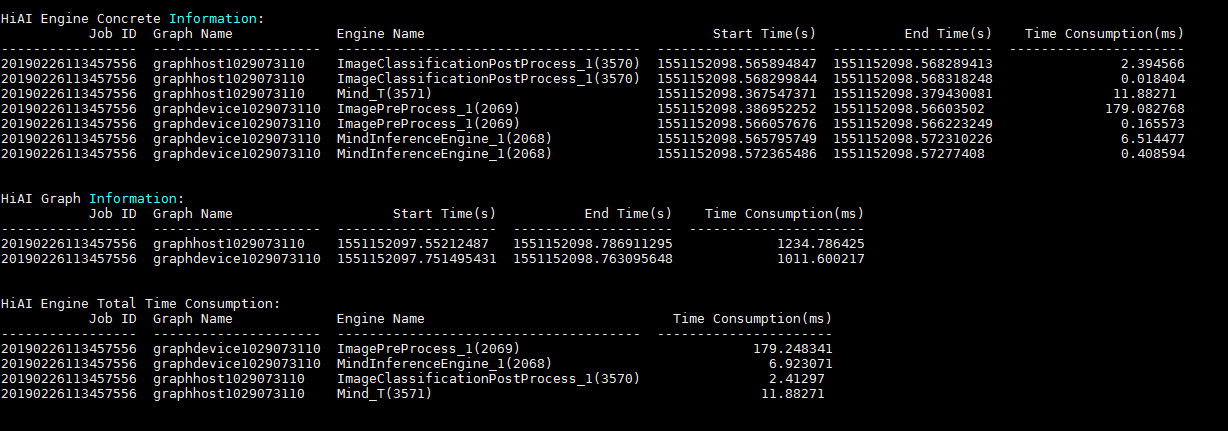 HiAI Engine Concrete Information:
Job ID Graph Name Engine Name Start Time(s) End Time(s) Time Consumption(ms)
----------------- --------------------- -------------------------------------- -------------------- -------------------- ----------------------
20190226113457556 graphhost1029073110 ImageClassificationPostProcess_1(3570) 1551152098.565894847 1551152098.568289413 2.394566
20190226113457556 graphhost1029073110 ImageClassificationPostProcess_1(3570) 1551152098.568299844 1551152098.568318248 0.018404
20190226113457556 graphhost1029073110 Mind_T(3571) 1551152098.367547371 1551152098.379430081 11.88271
20190226113457556 graphdevice1029073110 ImagePreProcess_1(2069) 1551152098.386952252 1551152098.56603502 179.082768
20190226113457556 graphdevice1029073110 ImagePreProcess_1(2069) 1551152098.566057676 1551152098.566223249 0.165573
20190226113457556 graphdevice1029073110 MindInferenceEngine_1(2068) 1551152098.565795749 1551152098.572310226 6.514477
20190226113457556 graphdevice1029073110 MindInferenceEngine_1(2068) 1551152098.572365486 1551152098.57277408 0.408594
HiAI Graph Information:
Job ID Graph Name Start Time(s) End Time(s) Time Consumption(ms)
----------------- --------------------- -------------------- -------------------- ----------------------
20190226113457556 graphhost1029073110 1551152097.55212487 1551152098.786911295 1234.786425
20190226113457556 graphdevice1029073110 1551152097.751495431 1551152098.763095648 1011.600217
HiAI Engine Total Time Consumption:
Job ID Graph Name Engine Name Time Consumption(ms)
----------------- --------------------- -------------------------------------- ----------------------
20190226113457556 graphdevice1029073110 ImagePreProcess_1(2069) 179.248341
20190226113457556 graphdevice1029073110 MindInferenceEngine_1(2068) 6.923071
20190226113457556 graphhost1029073110 ImageClassificationPostProcess_1(3570) 2.41297
20190226113457556 graphhost1029073110 Mind_T(3571) 11.88271